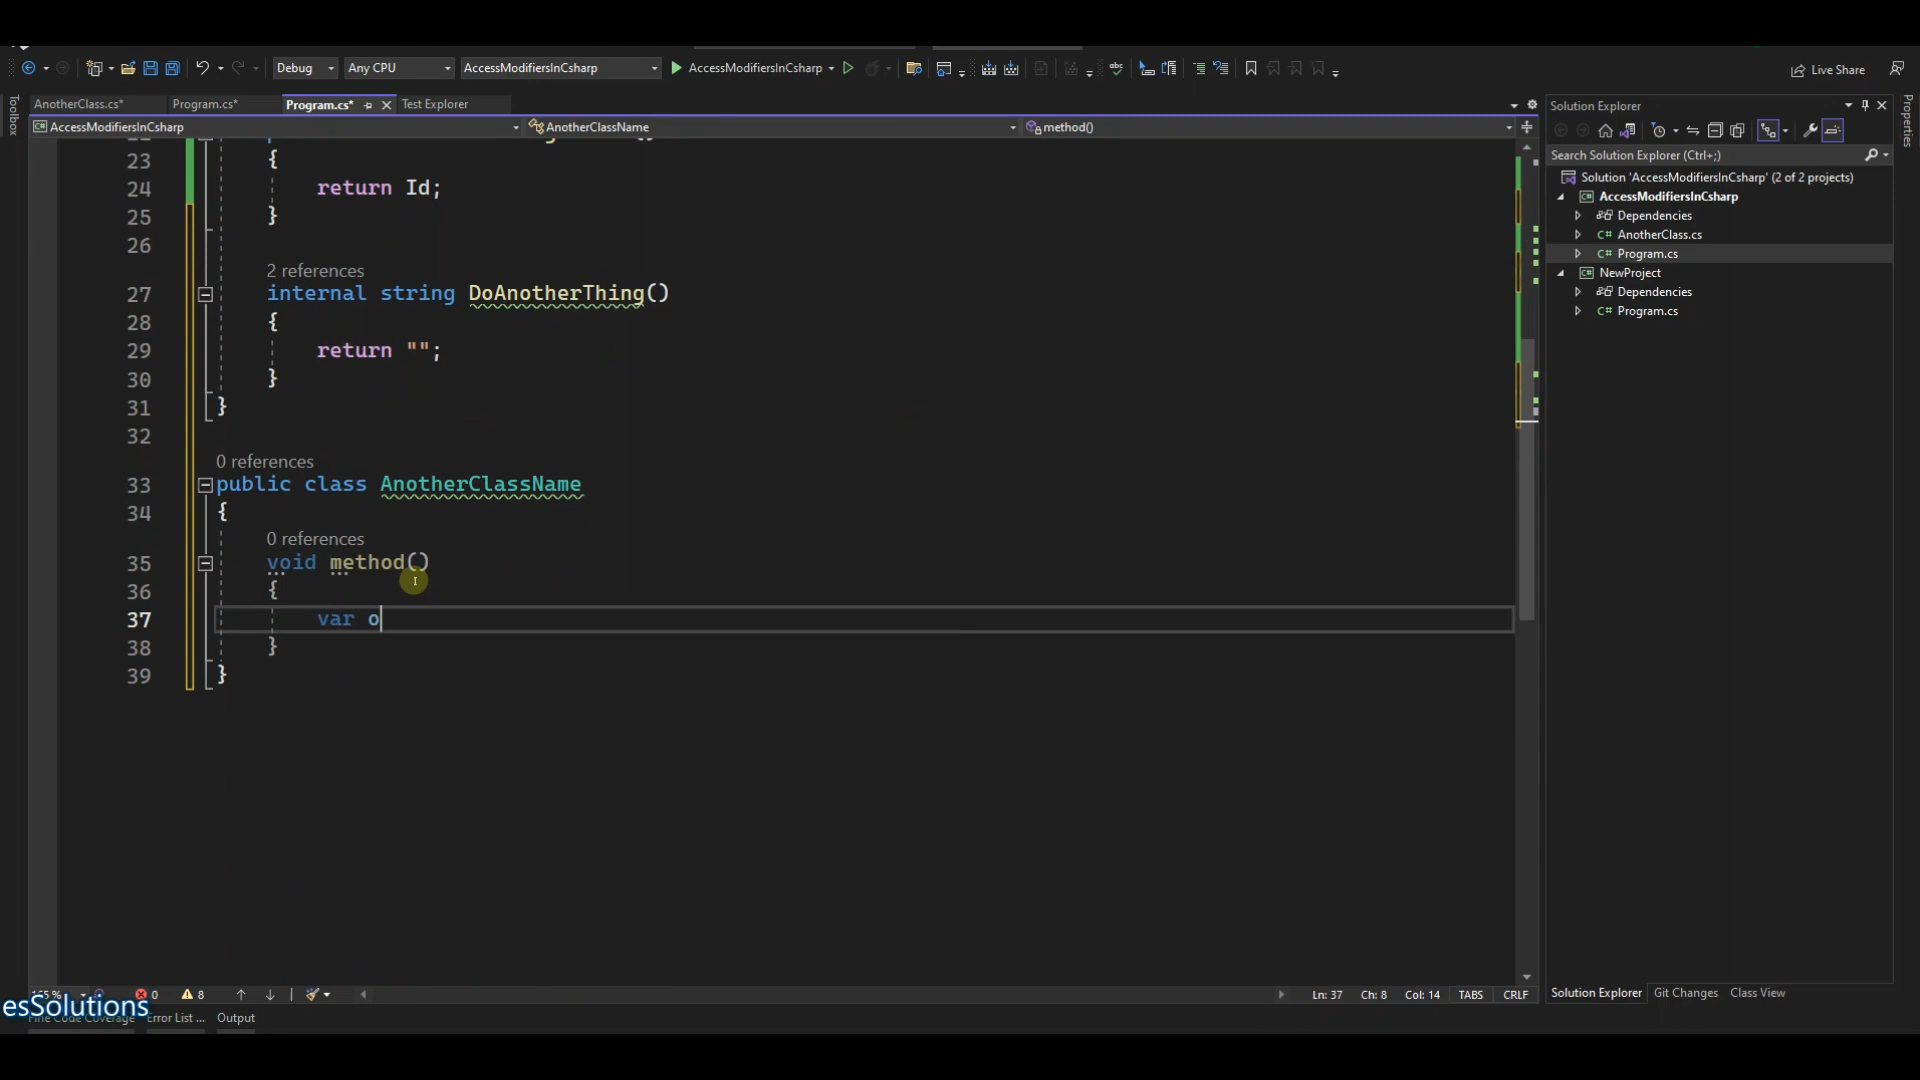 Debug
Any CPU
AccessModifiersInCsharp
AccessModifiersInCsharp
Live Share
Toolbox
AnotherClass.cs*
Program.cs*
Program.cs*
Test Explorer
AccessModifiersInCsharp
AnotherClassName
method()
23 {
24 return Id;
25 }
26
2 references
27 internal string DoAnotherThing()
28 {
29 return "";
30 }
31 }
32
0 references
33 public class AnotherClassName
34 {
0 references
35 void method()
36 {
37 var o
38 }
39 }
Solution Explorer
Search Solution Explorer (Ctrl+;)
Solution 'AccessModifiersInCsharp' (2 of 2 projects)
AccessModifiersInCsharp
Dependencies
C# AnotherClass.cs
C# Program.cs
NewProject
Dependencies
C# Program.cs
Properties
0
8
Ln: 37
Ch: 8
Col: 14
TABS
CRLF
Solution Explorer
Git Changes
Class View
esSolutions
Error List ...
Output